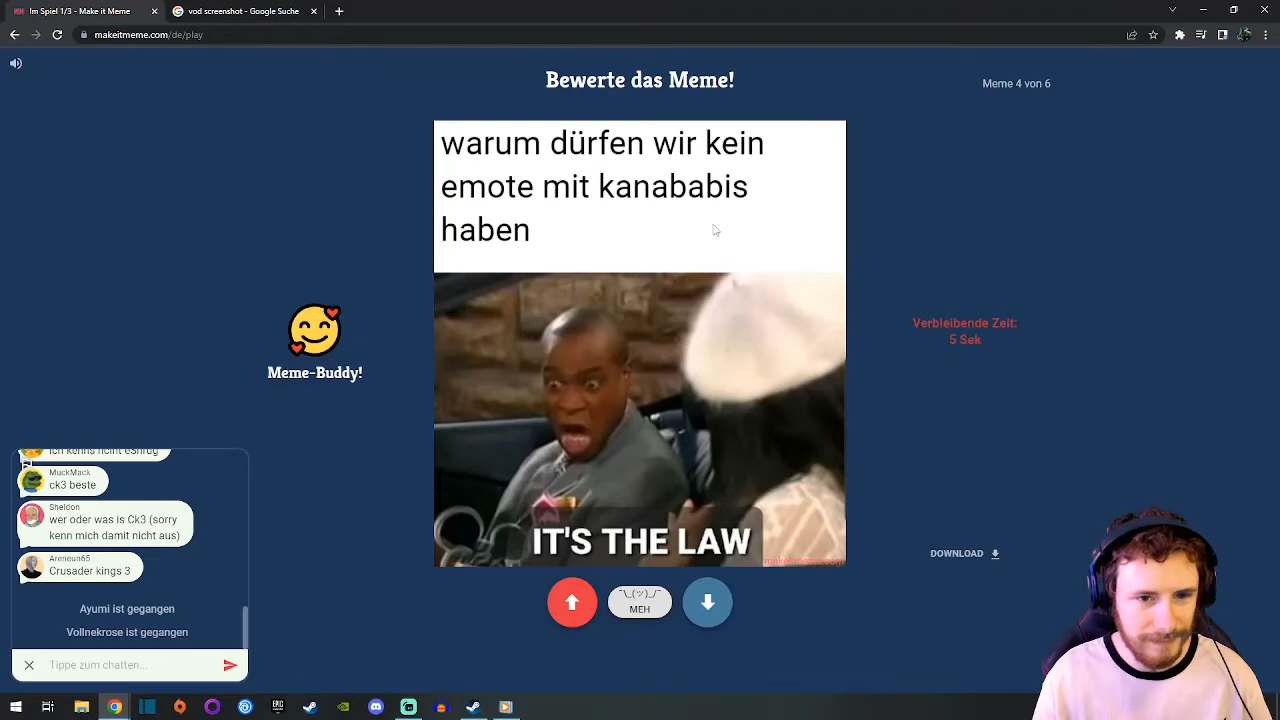 Im Spiel 1/3 - Make it Meme
vod screenshot - Google Suche
makeitmeme.com/de/play
Bewerte das Meme!
Meme 4 von 6
warum dürfen wir kein
emote mit kanababis
haben
Verbleibende Zeit:
5 Sek
Meme-Buddy!
IT'S THE LAW
MuckMack
ck3 beste
Sheldon
wer oder was is Ck3 (sorry
kenn mich damit nicht aus)
Areneun65
Crusader kings 3
Ayumi ist gegangen
Vollnekrose ist gegangen
Tippe zum chatten...
DOWNLOAD
¯\_(ツ)_/¯
MEH